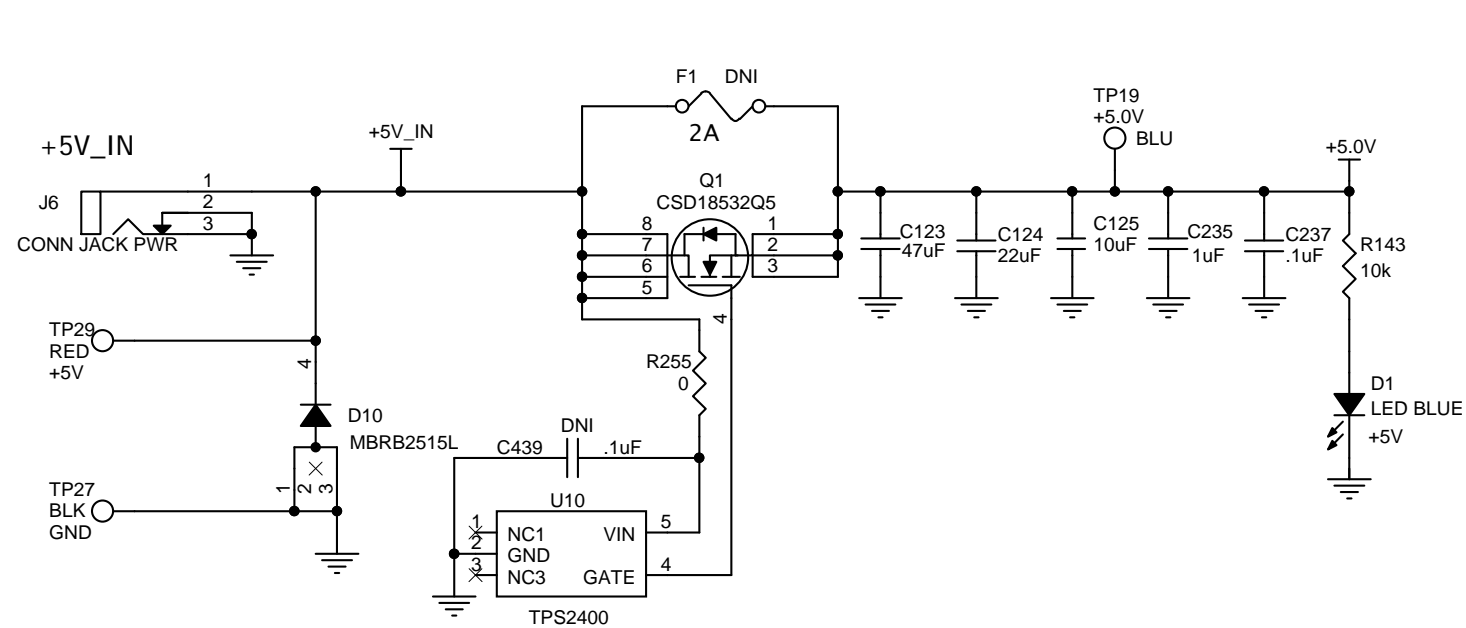 F1 DNI
2A
TP19
+5.0V
BLU
+5V_IN
+5V_IN
+5.0V
J6
1
2
3
CONN JACK PWR
Q1
CSD18532Q5
8
7
6
5
1
2
3
4
C123
47uF
C124
22uF
C125
10uF
C235
1uF
C237
.1uF
R143
10k
TP29
RED
+5V
4
D10
MBRB2515L
1
2
3
TP27
BLK
GND
R255
0
DNI
C439 .1uF
U10
1 NC1
2 GND
3 NC3
VIN 5
GATE 4
TPS2400
D1
LED BLUE
+5V